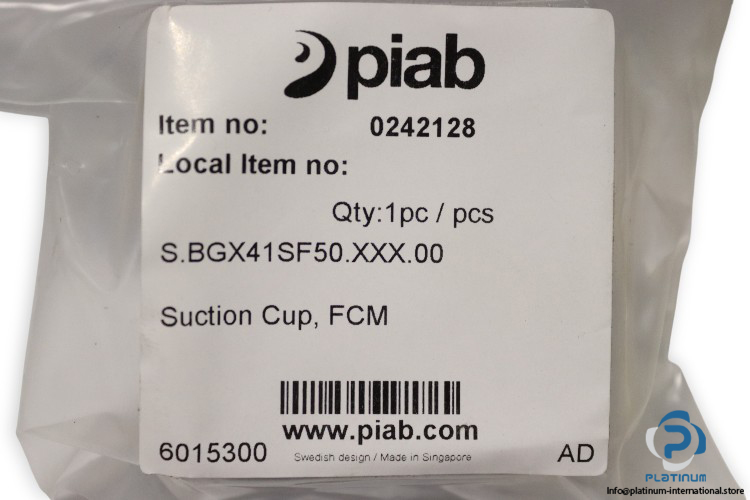 piab
Item no: 0242128
Local Item no:
Qty:1pc / pcs
S.BGX41SF50.XXX.00
Suction Cup, FCM
www.piab.com
6015300 Swedish design / Made in Singapore AD
PLATINUM
info@platinum-international.store